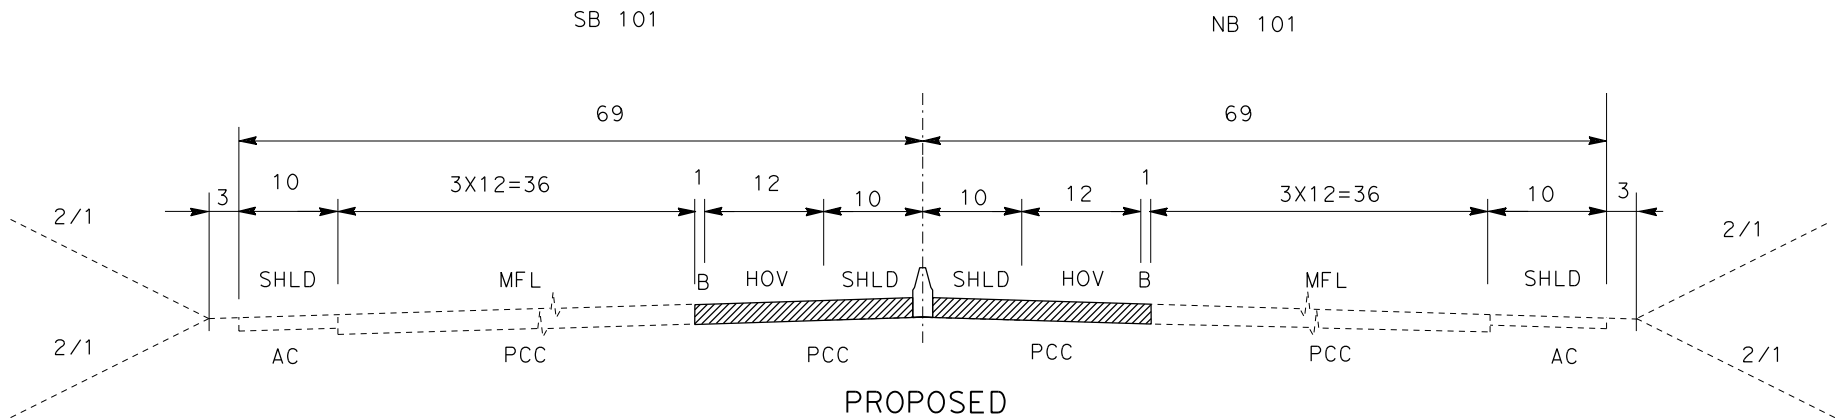 SB 101 NB 101
69 69
3 10 3X12=36 1 12 10 10 12 1 3X12=36 10 3
2/1 2/1
SHLD MFL B HOV SHLD SHLD HOV B MFL SHLD
2/1 AC PCC PCC PCC PCC AC 2/1
PROPOSED